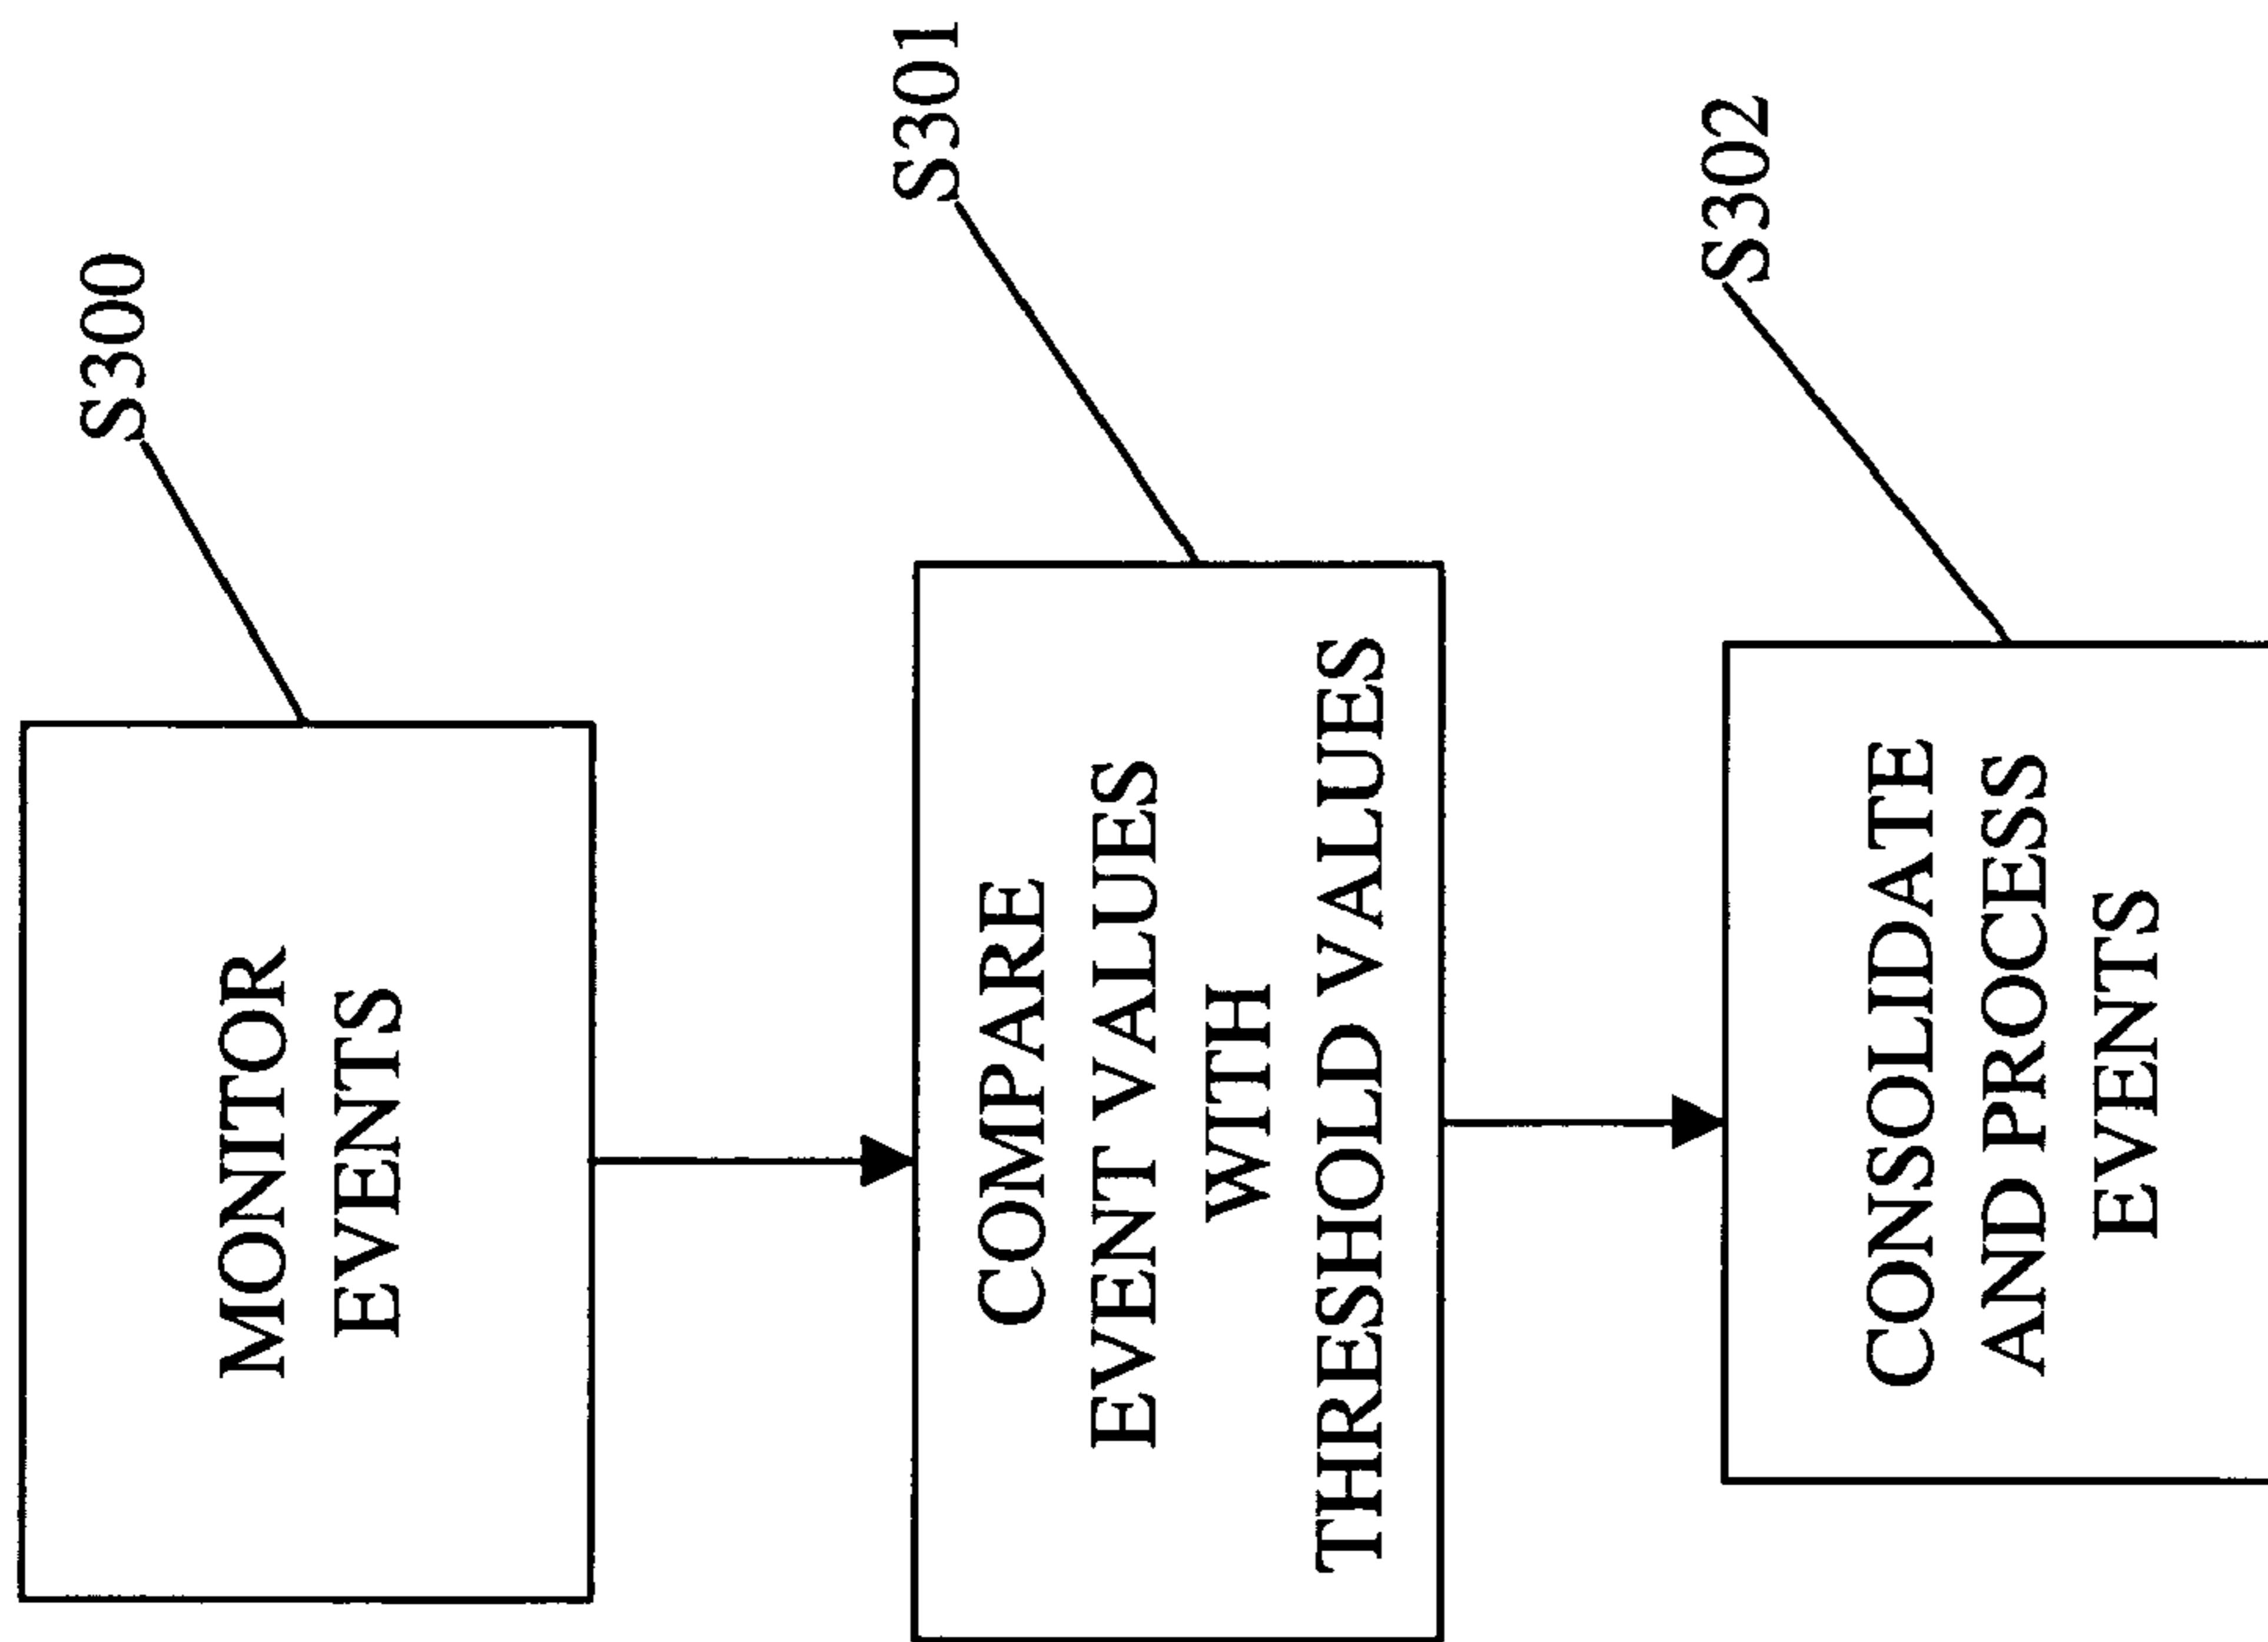 MONITOR
EVENTS
S300
COMPARE
EVENT VALUES
WITH
THRESHOLD VALUES
S301
CONSOLIDATE
AND PROCESS
EVENTS
S302